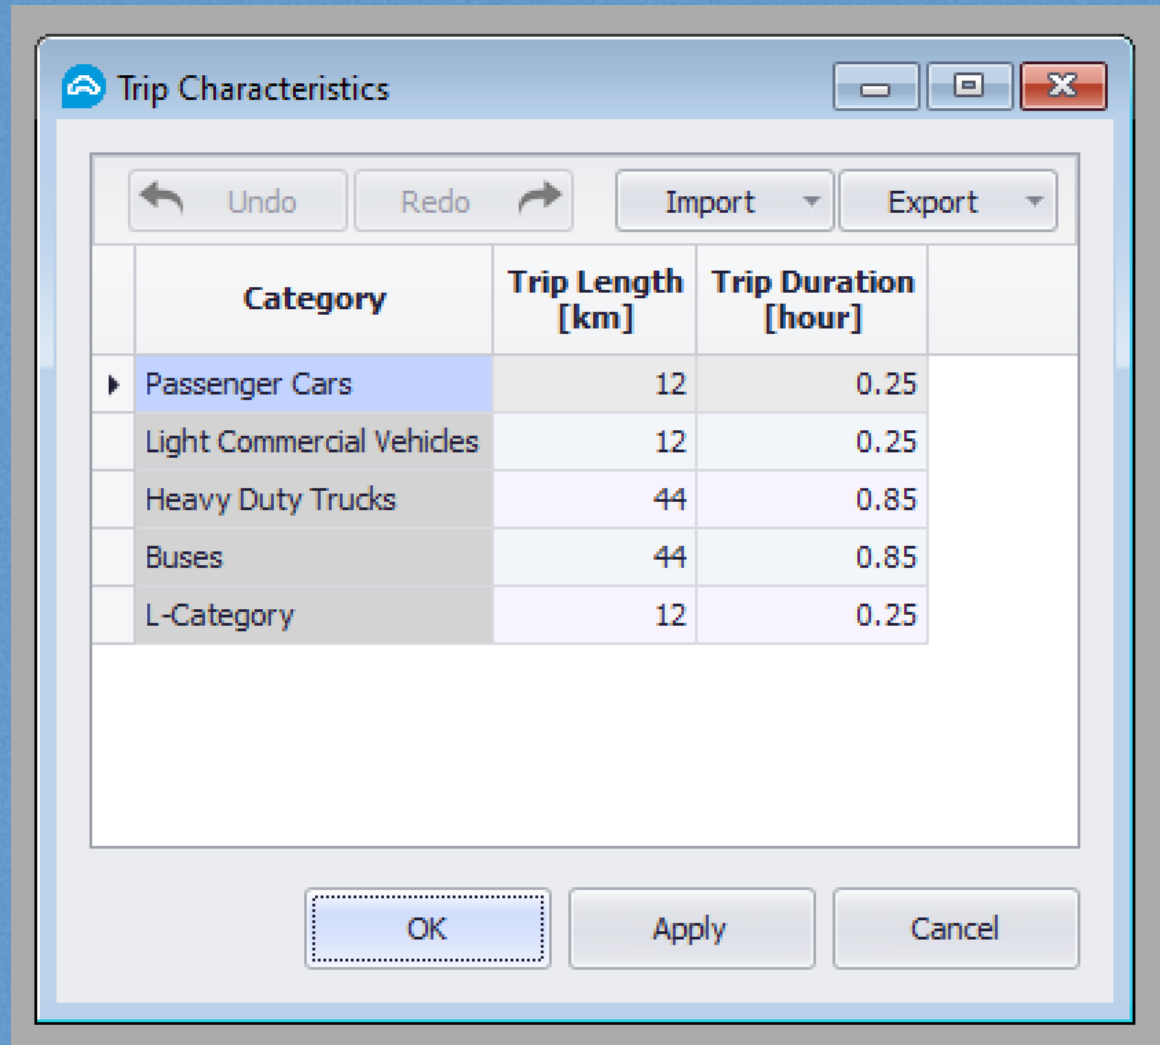 Trip Characteristics
Undo Redo Import Export
Category Trip Length [km] Trip Duration [hour]
Passenger Cars 12 0.25
Light Commercial Vehicles 12 0.25
Heavy Duty Trucks 44 0.85
Buses 44 0.85
L-Category 12 0.25
OK Apply Cancel